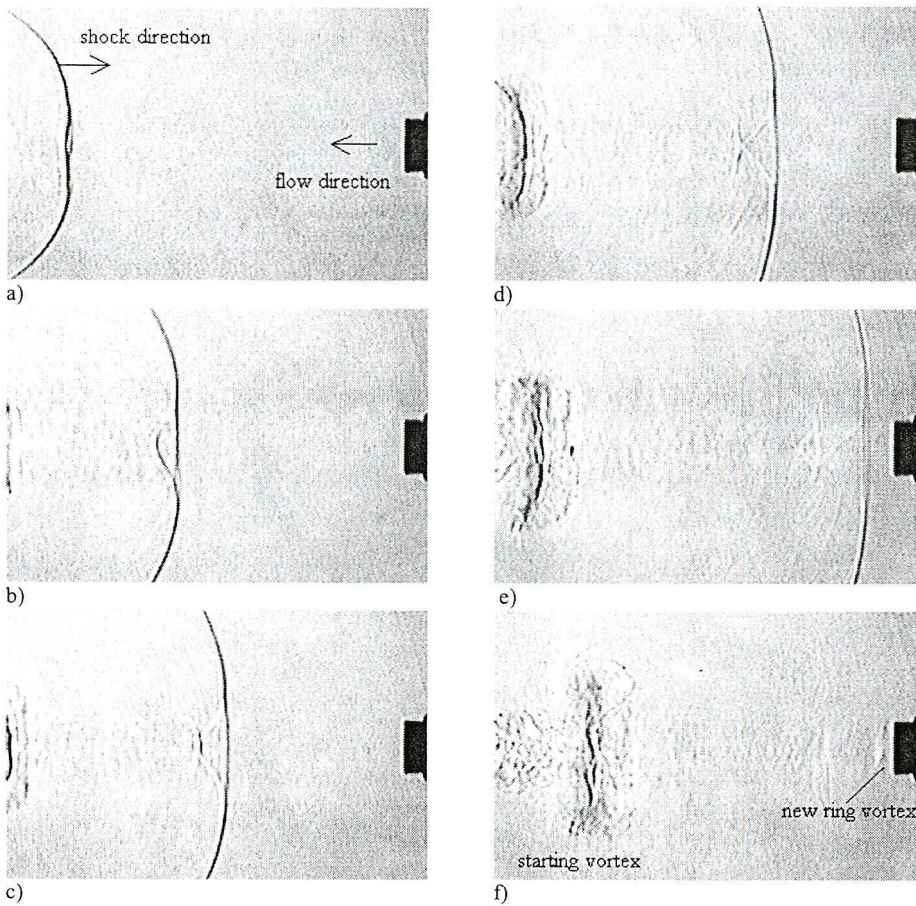 shock direction
flow direction
a)
b)
c)
d)
e)
new ring vortex
starting vortex
f)